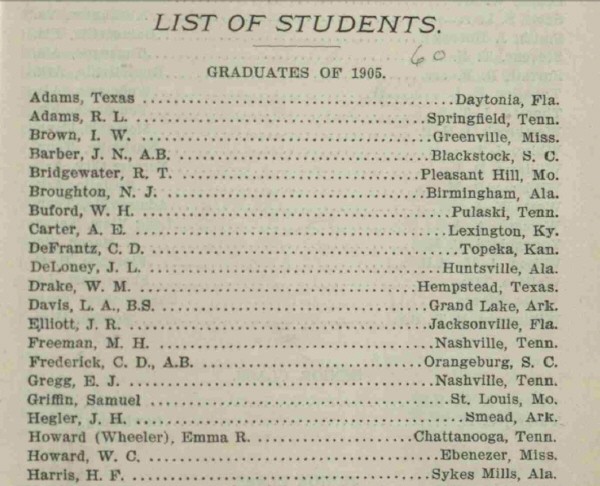 LIST OF STUDENTS.
60
GRADUATES OF 1905.
Adams, Texas ........................................Daytonia, Fla.
Adams, R. L. ....................................Springfield, Tenn.
Brown, I. W. .....................................Greenville, Miss.
Barber, J. N., A.B. ..............................Blackstock, S. C.
Bridgewater, R. T. ..............................Pleasant Hill, Mo.
Broughton, N. J. .................................Birmingham, Ala.
Buford, W. H. .......................................Pulaski, Tenn.
Carter, A. E. .......................................Lexington, Ky.
DeFrantz, C. D. .......................................Topeka, Kan.
DeLoney, J. L. .....................................Huntsville, Ala.
Drake, W. M. ....................................Hempstead, Texas.
Davis, L. A., B.S. ................................Grand Lake, Ark.
Elliott, J. R. ....................................Jacksonville, Fla.
Freeman, M. H. ....................................Nashville, Tenn.
Frederick, C. D., A.B. ............................Orangeburg, S. C.
Gregg, E. J. ......................................Nashville, Tenn.
Griffin, Samuel ......................................St. Louis, Mo.
Hegler, J. H. .........................................Smead, Ark.
Howard (Wheeler), Emma R. .....................Chattanooga, Tenn.
Howard, W. C. .....................................Ebenezer, Miss.
Harris, H. F. ....................................Sykes Mills, Ala.